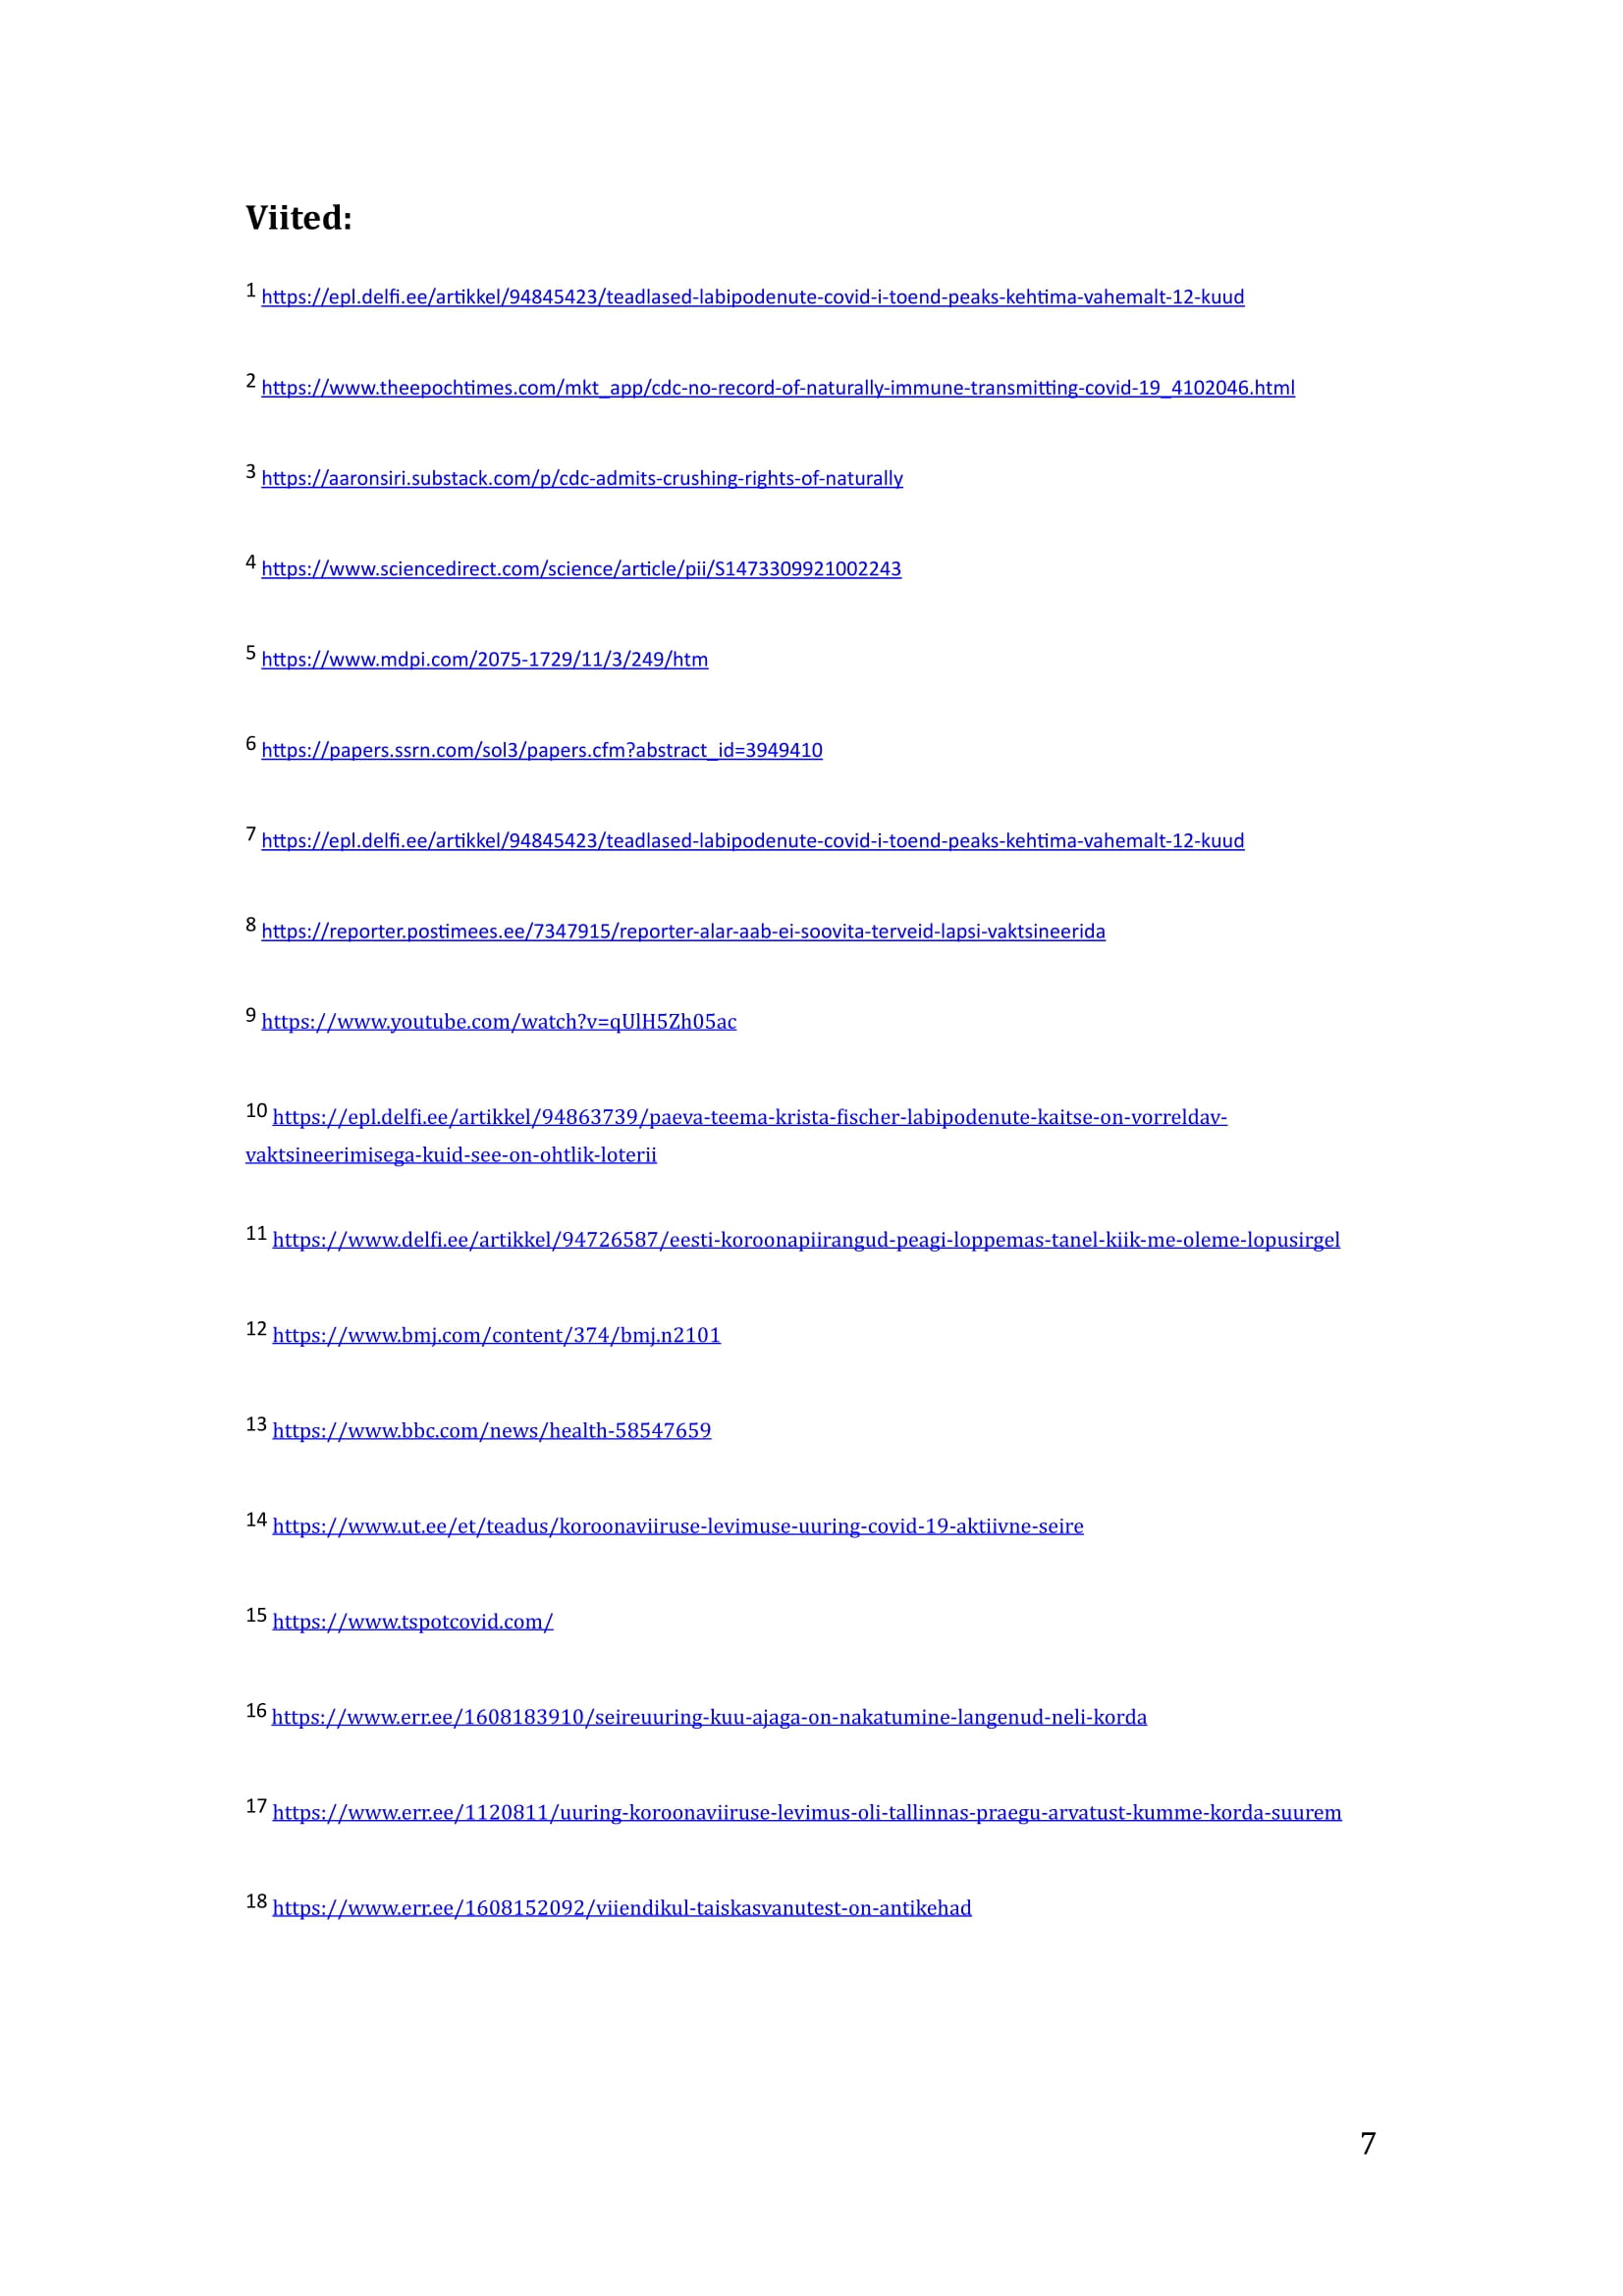 Viited:
1 https://epl.delfi.ee/artikkel/94845423/teadlased-labipodenute-covid-i-toend-peaks-kehtima-vahemalt-12-kuud
2 https://www.theepochtimes.com/mkt_app/cdc-no-record-of-naturally-immune-transmitting-covid-19_4102046.html
3 https://aaronsiri.substack.com/p/cdc-admits-crushing-rights-of-naturally
4 https://www.sciencedirect.com/science/article/pii/S1473309921002243
5 https://www.mdpi.com/2075-1729/11/3/249/htm
6 https://papers.ssrn.com/sol3/papers.cfm?abstract_id=3949410
7 https://epl.delfi.ee/artikkel/94845423/teadlased-labipodenute-covid-i-toend-peaks-kehtima-vahemalt-12-kuud
8 https://reporter.postimees.ee/7347915/reporter-alar-aab-ei-soovita-terveid-lapsi-vaktsineerida
9 https://www.youtube.com/watch?v=qUlH5Zh05ac
10 https://epl.delfi.ee/artikkel/94863739/paeva-teema-krista-fischer-labipodenute-kaitse-on-vorreldav-
vaktsineerimisega-kuid-see-on-ohtlik-loterii
11 https://www.delfi.ee/artikkel/94726587/eesti-koroonapiirangud-peagi-loppemas-tanel-kiik-me-oleme-lopusirgel
12 https://www.bmj.com/content/374/bmj.n2101
13 https://www.bbc.com/news/health-58547659
14 https://www.ut.ee/et/teadus/koroonaviiruse-levimuse-uuring-covid-19-aktiivne-seire
15 https://www.tspotcovid.com/
16 https://www.err.ee/1608183910/seireuuring-kuu-ajaga-on-nakatumine-langenud-neli-korda
17 https://www.err.ee/1120811/uuring-koroonaviiruse-levimus-oli-tallinnas-praegu-arvatust-kumme-korda-suurem
18 https://www.err.ee/1608152092/viiendikul-taiskasvanutest-on-antikehad
7